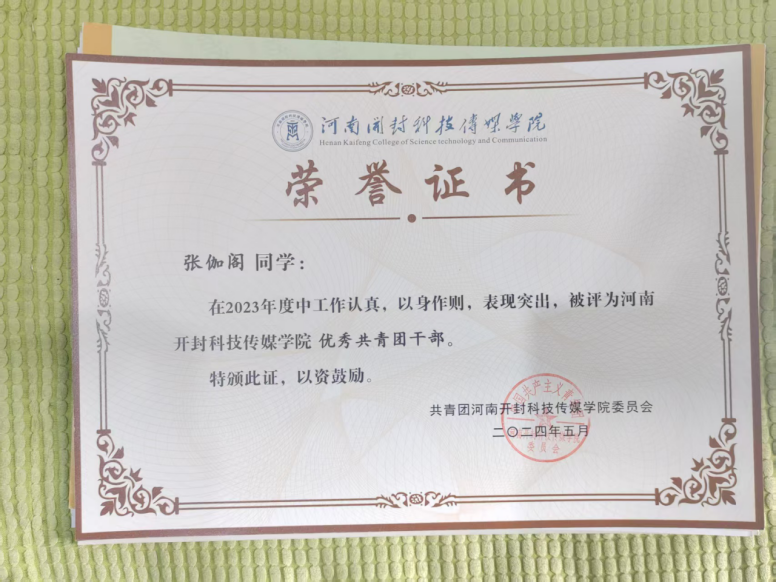 河南开封科技传媒学院
Henan Kaifeng College of Science technology and Communication
荣誉证书
张伽阁 同学：
在2023年度中工作认真，以身作则，表现突出，被评为河南
开封科技传媒学院 优秀共青团干部。
特颁此证，以资鼓励。
共青团河南开封科技传媒学院委员会
二〇二四年五月
委员会